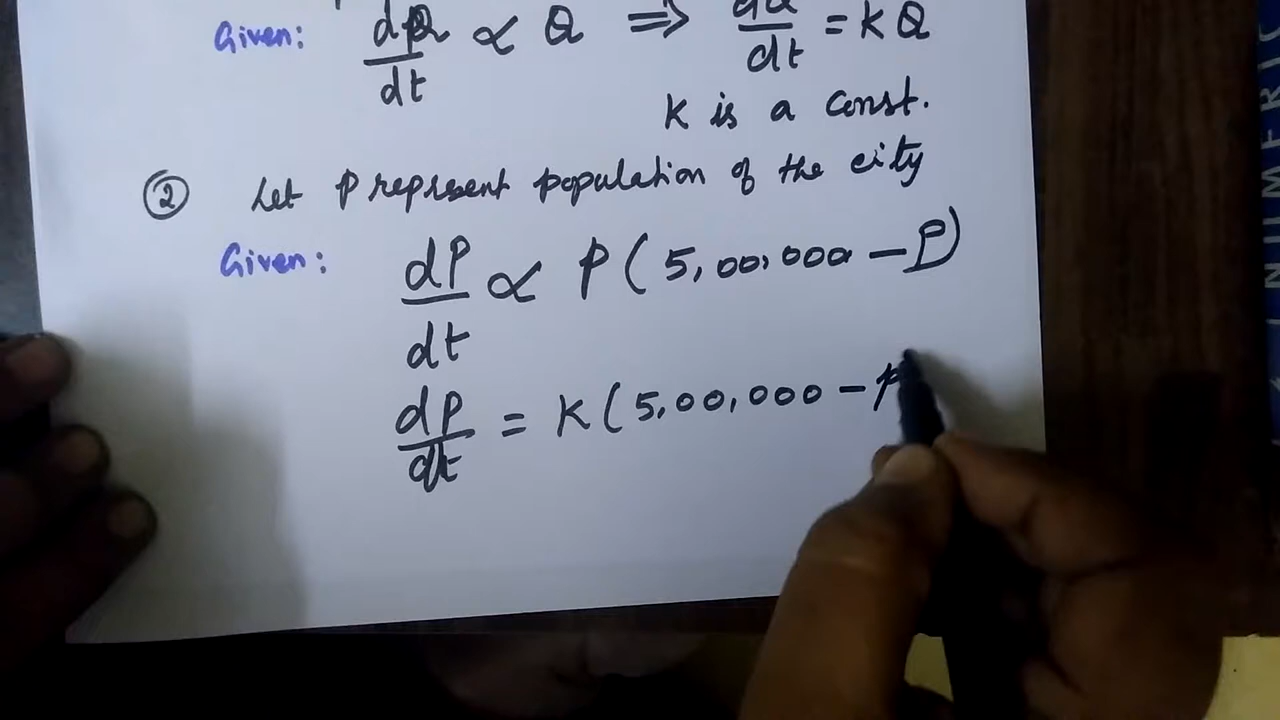 Given: dQ/dt ∝ Q ⇒ dQ/dt = KQ
K is a const.
② Let P represent population of the city
Given: dP/dt ∝ P(5,00,000 – P)
dP/dt = K(5,00,000 – P
NUMERIC